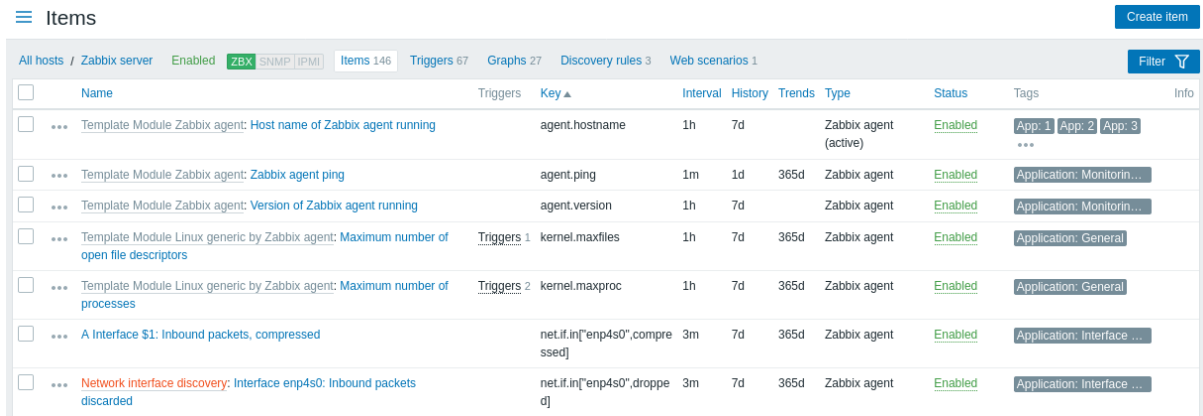 Items
Create item
All hosts / Zabbix server Enabled ZBX SNMP IPMI Items 146 Triggers 67 Graphs 27 Discovery rules 3 Web scenarios 1 Filter
Name Triggers Key Interval History Trends Type Status Tags Info
Template Module Zabbix agent: Host name of Zabbix agent running agent.hostname 1h 7d Zabbix agent Enabled App: 1 App: 2 App: 3
(active)
Template Module Zabbix agent: Zabbix agent ping agent.ping 1m 1d 365d Zabbix agent Enabled Application: Monitorin…
Template Module Zabbix agent: Version of Zabbix agent running agent.version 1h 7d Zabbix agent Enabled Application: Monitorin…
Template Module Linux generic by Zabbix agent: Maximum number of Triggers 1 kernel.maxfiles 1h 7d 365d Zabbix agent Enabled Application: General
open file descriptors
Template Module Linux generic by Zabbix agent: Maximum number of Triggers 2 kernel.maxproc 1h 7d 365d Zabbix agent Enabled Application: General
processes
A Interface $1: Inbound packets, compressed net.if.in["enp4s0",compre 3m 7d 365d Zabbix agent Enabled Application: Interface …
ssed]
Network interface discovery: Interface enp4s0: Inbound packets net.if.in["enp4s0",droppe 3m 7d 365d Zabbix agent Enabled Application: Interface …
discarded d]